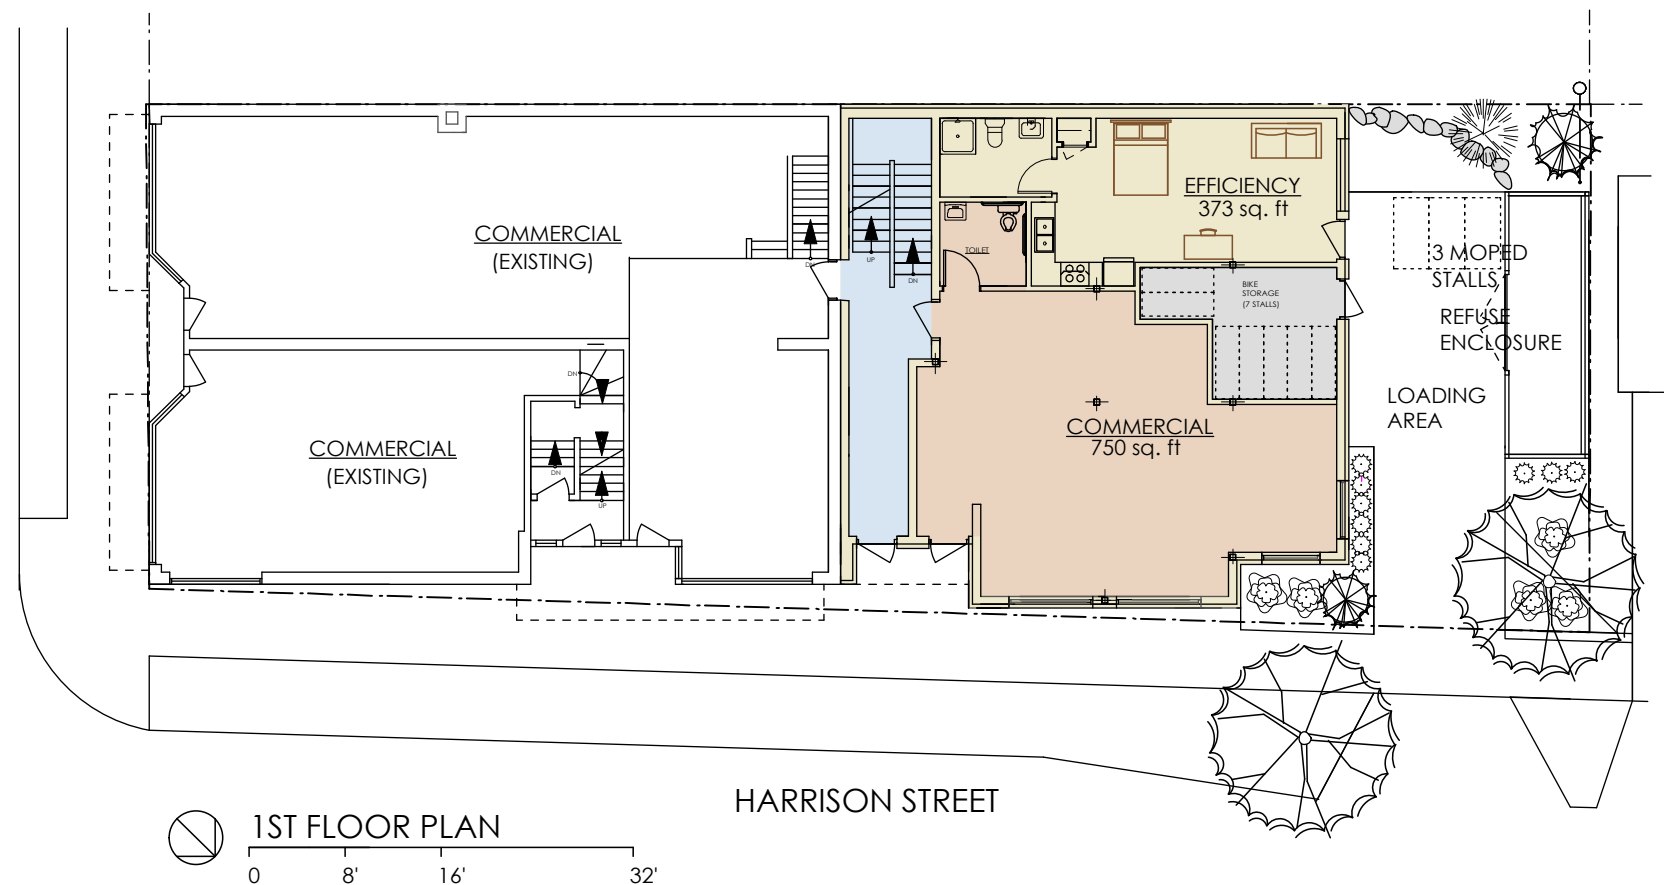 COMMERCIAL
(EXISTING)
DN
UP
DN
TOILET
EFFICIENCY
373 sq. ft
BIKE
STORAGE
(7 STALLS)
3 MOPED
STALLS
REFUSE
ENCLOSURE
LOADING
AREA
COMMERCIAL
(EXISTING)
DN
DN
UP
COMMERCIAL
750 sq. ft
HARRISON STREET
1ST FLOOR PLAN
0 8' 16' 32'